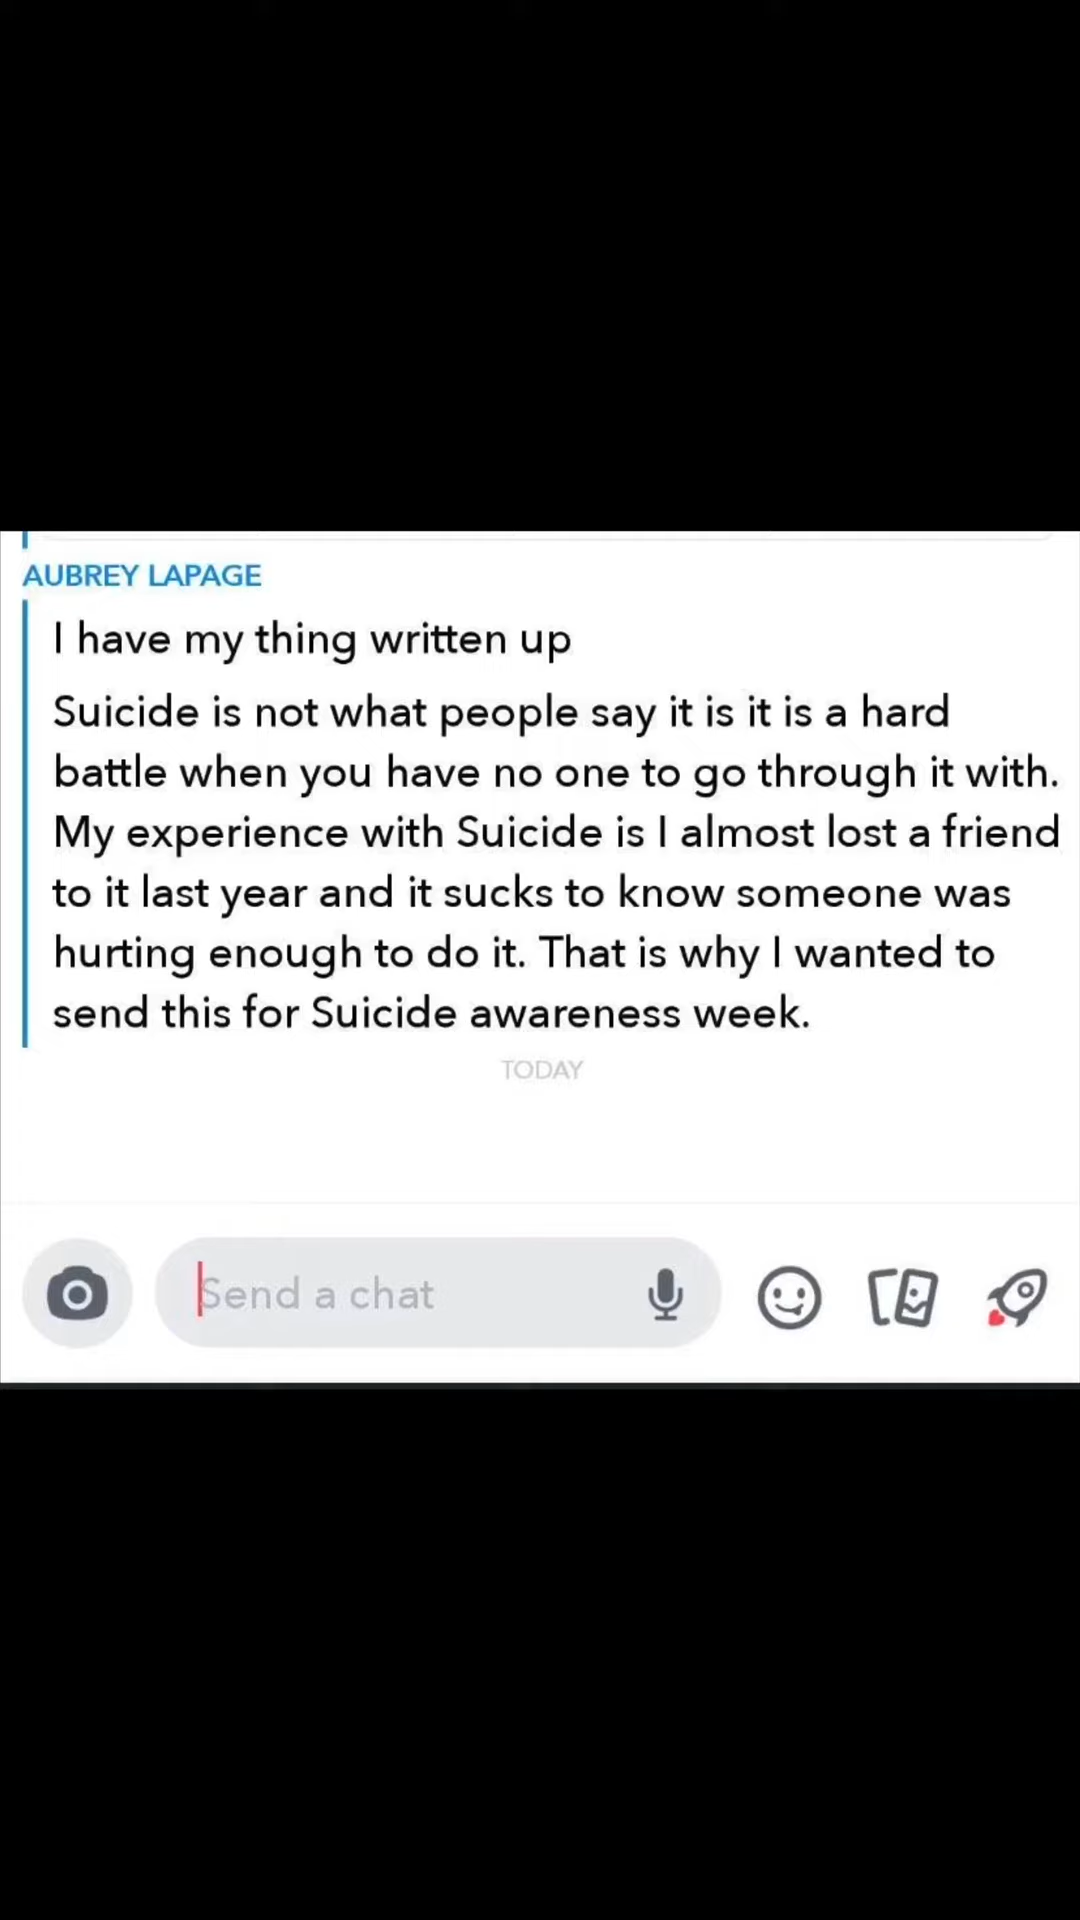 AUBREY LAPAGE
I have my thing written up
Suicide is not what people say it is it is a hard
battle when you have no one to go through it with.
My experience with Suicide is I almost lost a friend
to it last year and it sucks to know someone was
hurting enough to do it. That is why I wanted to
send this for Suicide awareness week.
TODAY
Send a chat